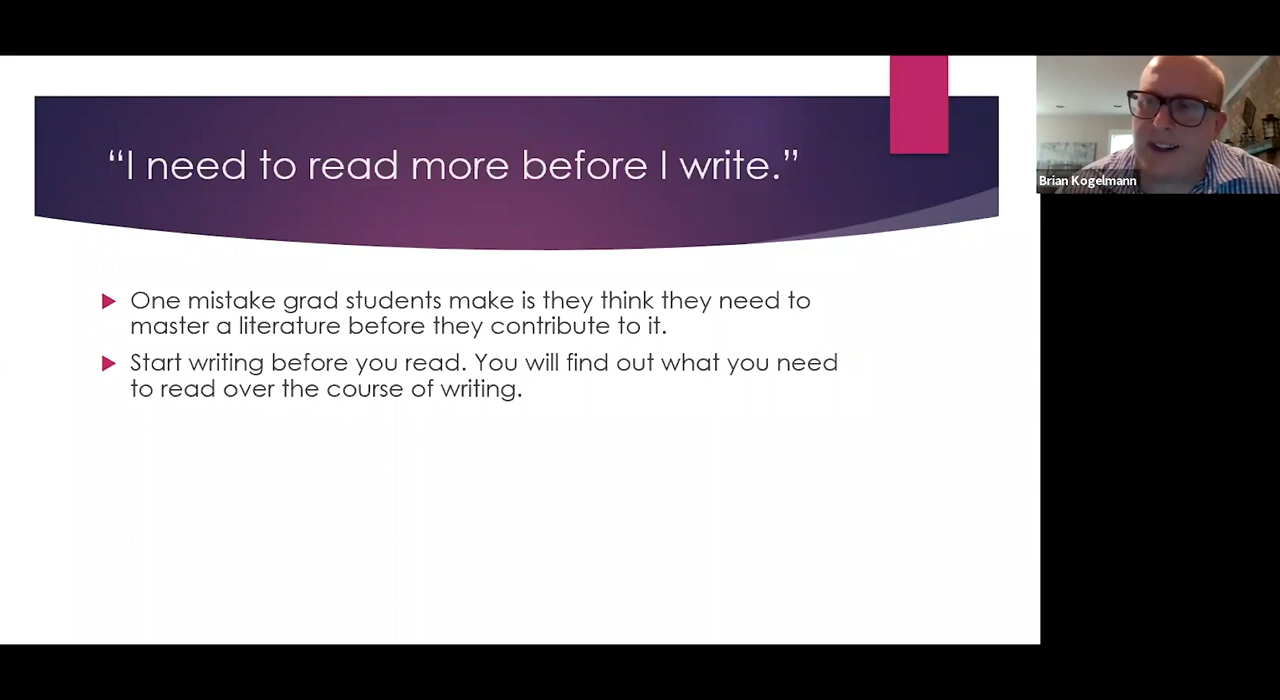 “I need to read more before I write.”
One mistake grad students make is they think they need to
master a literature before they contribute to it.
Start writing before you read. You will find out what you need
to read over the course of writing.
Brian Kogelmann